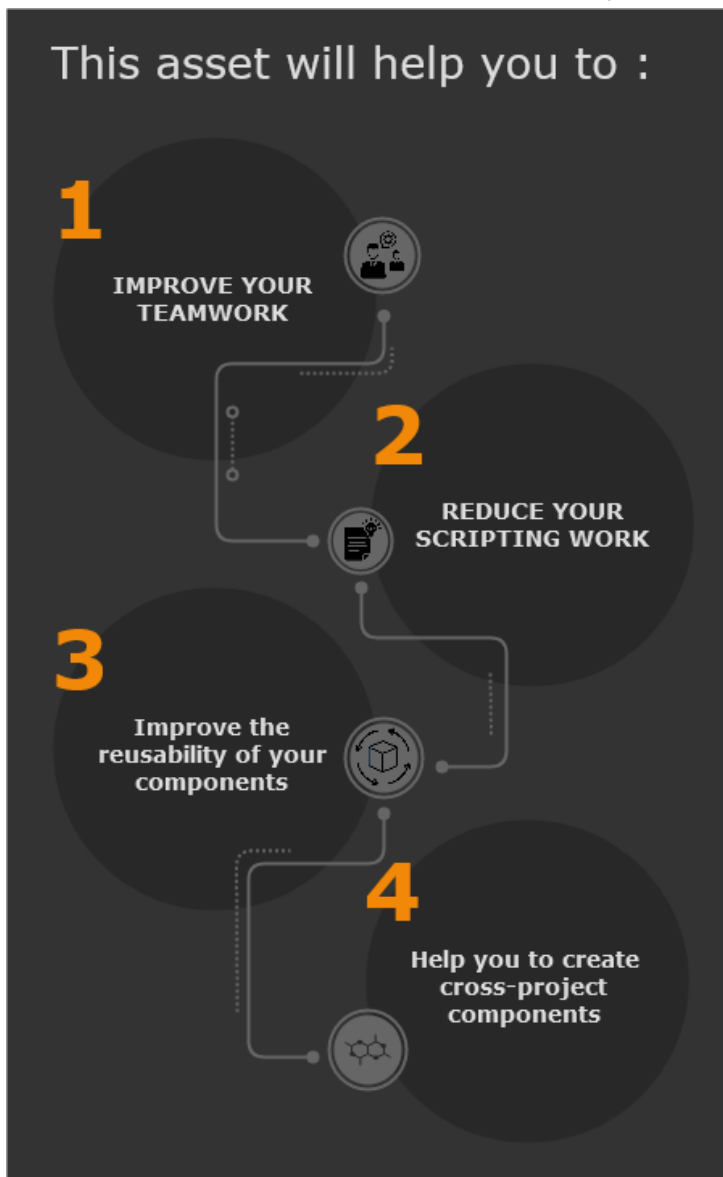 This asset will help you to :
1
IMPROVE YOUR
TEAMWORK
2
REDUCE YOUR
SCRIPTING WORK
3
Improve the
reusability of your
components
4
Help you to create
cross-project
components